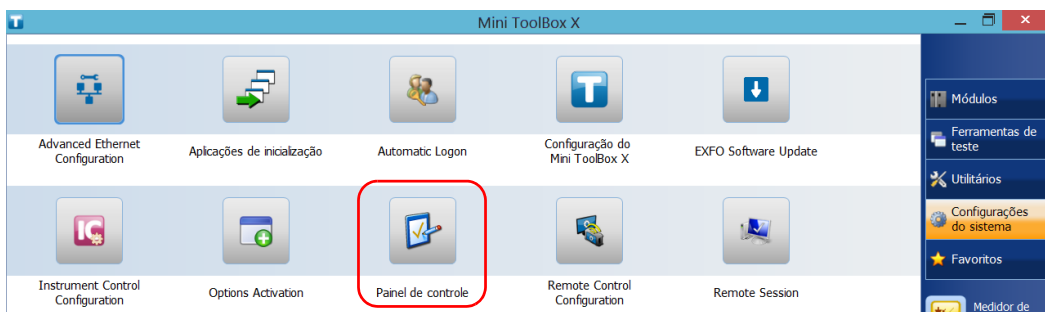 Mini ToolBox X
Advanced Ethernet
Configuration
Aplicações de inicialização
Automatic Logon
Configuração do
Mini ToolBox X
EXFO Software Update
Instrument Control
Configuration
Options Activation
Painel de controle
Remote Control
Configuration
Remote Session
Módulos
Ferramentas de
teste
Utilitários
Configurações
do sistema
Favoritos
Medidor de